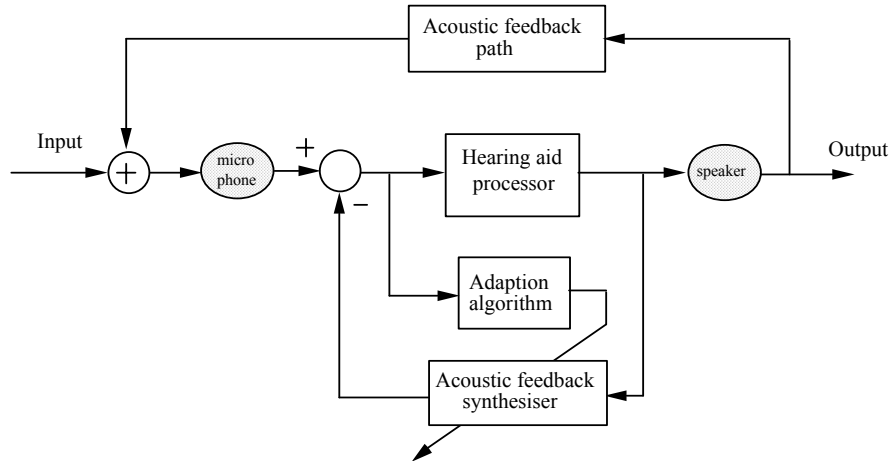 Acoustic feedback
path
Input
+
micro
phone
+
−
Hearing aid
processor
speaker
Output
Adaption
algorithm
Acoustic feedback
synthesiser